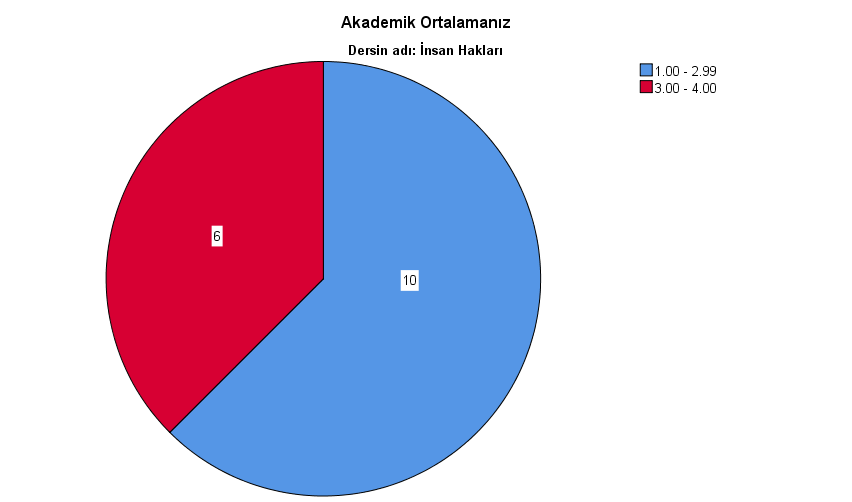 Akademik Ortalamanız
Dersin adı: İnsan Hakları
1.00 - 2.99
3.00 - 4.00
6
10